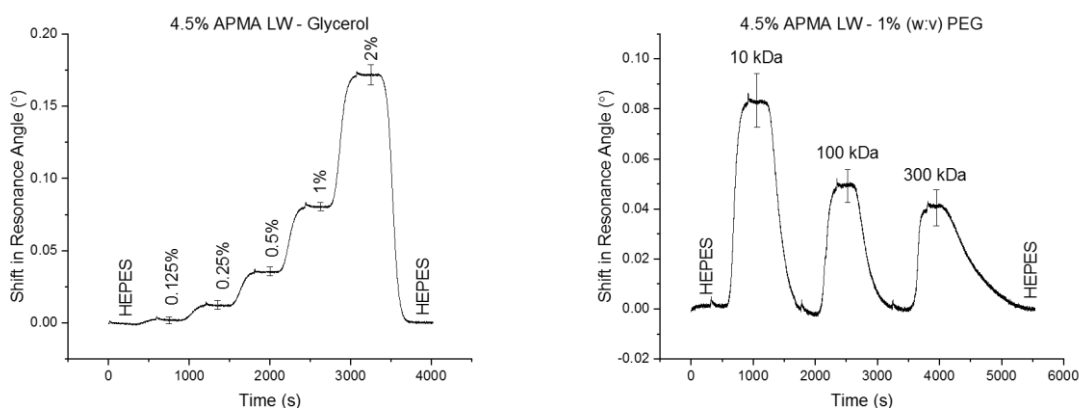 4.5% APMA LW - Glycerol
Shift in Resonance Angle (°)
0.20
0.15
0.10
0.05
0.00
HEPES
0.125%
0.25%
0.5%
1%
2%
HEPES
0
1000
2000
3000
4000
Time (s)
4.5% APMA LW - 1% (w:v) PEG
Shift in Resonance Angle (°)
0.10
0.08
0.06
0.04
0.02
0.00
-0.02
HEPES
10 kDa
100 kDa
300 kDa
HEPES
0
1000
2000
3000
4000
5000
6000
Time (s)